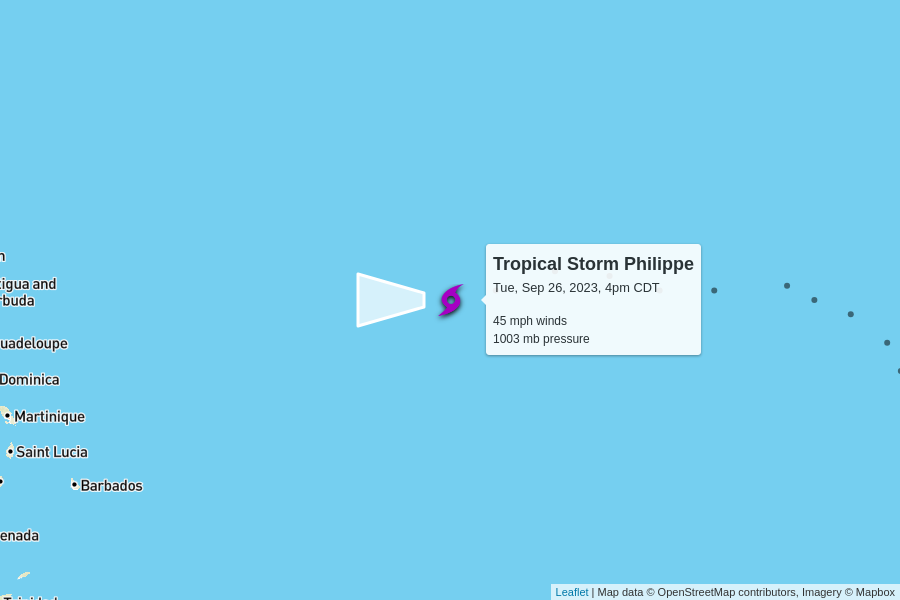 Tropical Storm Philippe
Tue, Sep 26, 2023, 4pm CDT
45 mph winds
1003 mb pressure
n
tigua and
rbuda
uadeloupe
Dominica
Martinique
Saint Lucia
Barbados
enada
Leaflet | Map data © OpenStreetMap contributors, Imagery © Mapbox